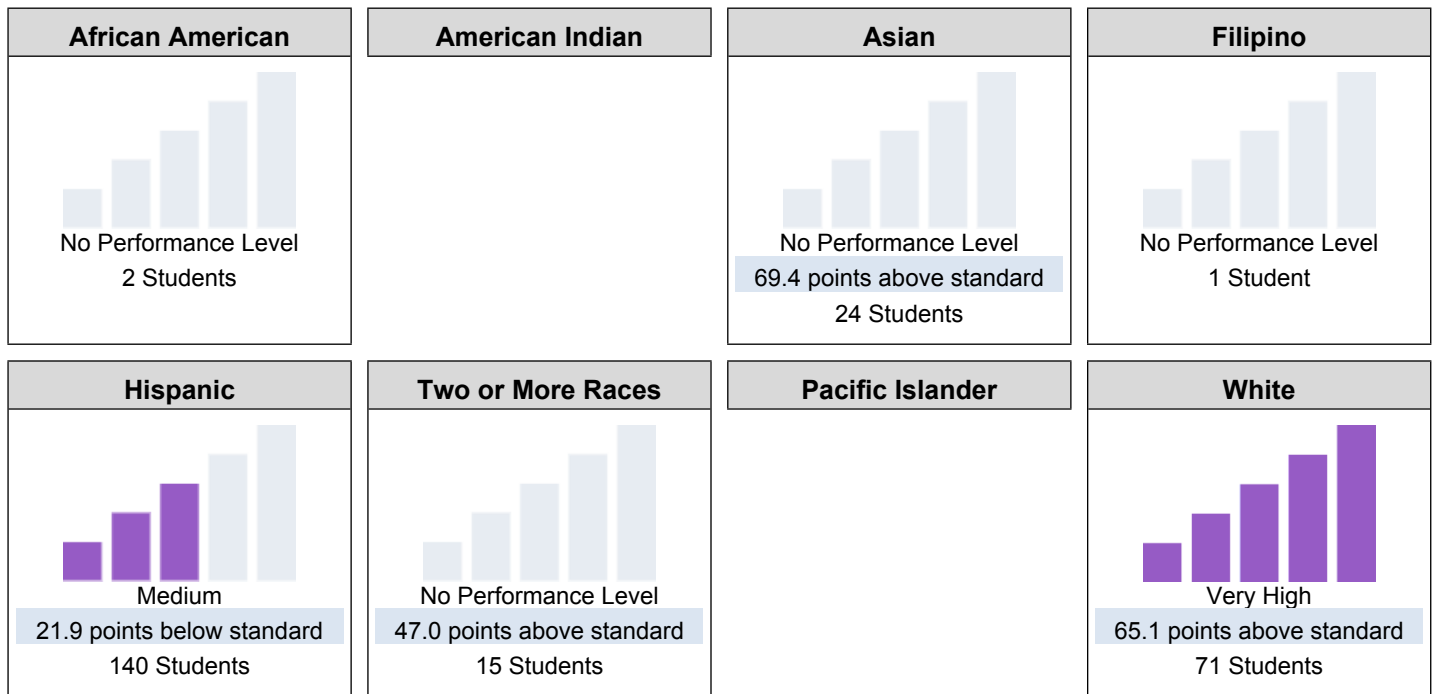 African American
No Performance Level
2 Students
American Indian
Asian
No Performance Level
69.4 points above standard
24 Students
Filipino
No Performance Level
1 Student
Hispanic
Medium
21.9 points below standard
140 Students
Two or More Races
No Performance Level
47.0 points above standard
15 Students
Pacific Islander
White
Very High
65.1 points above standard
71 Students